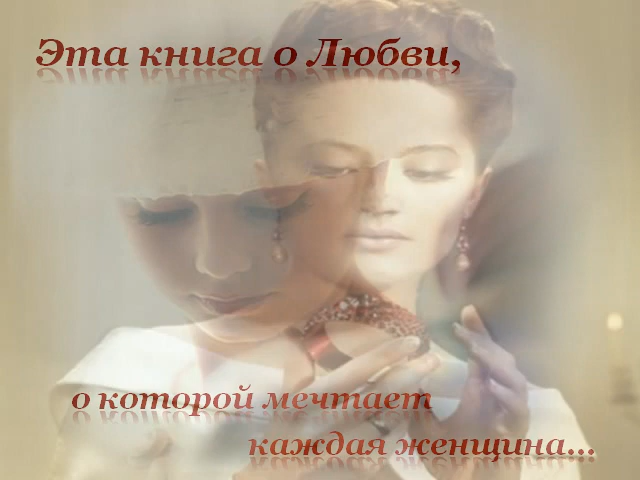 Эта книга о Любви,
о которой мечтает
каждая женщина...